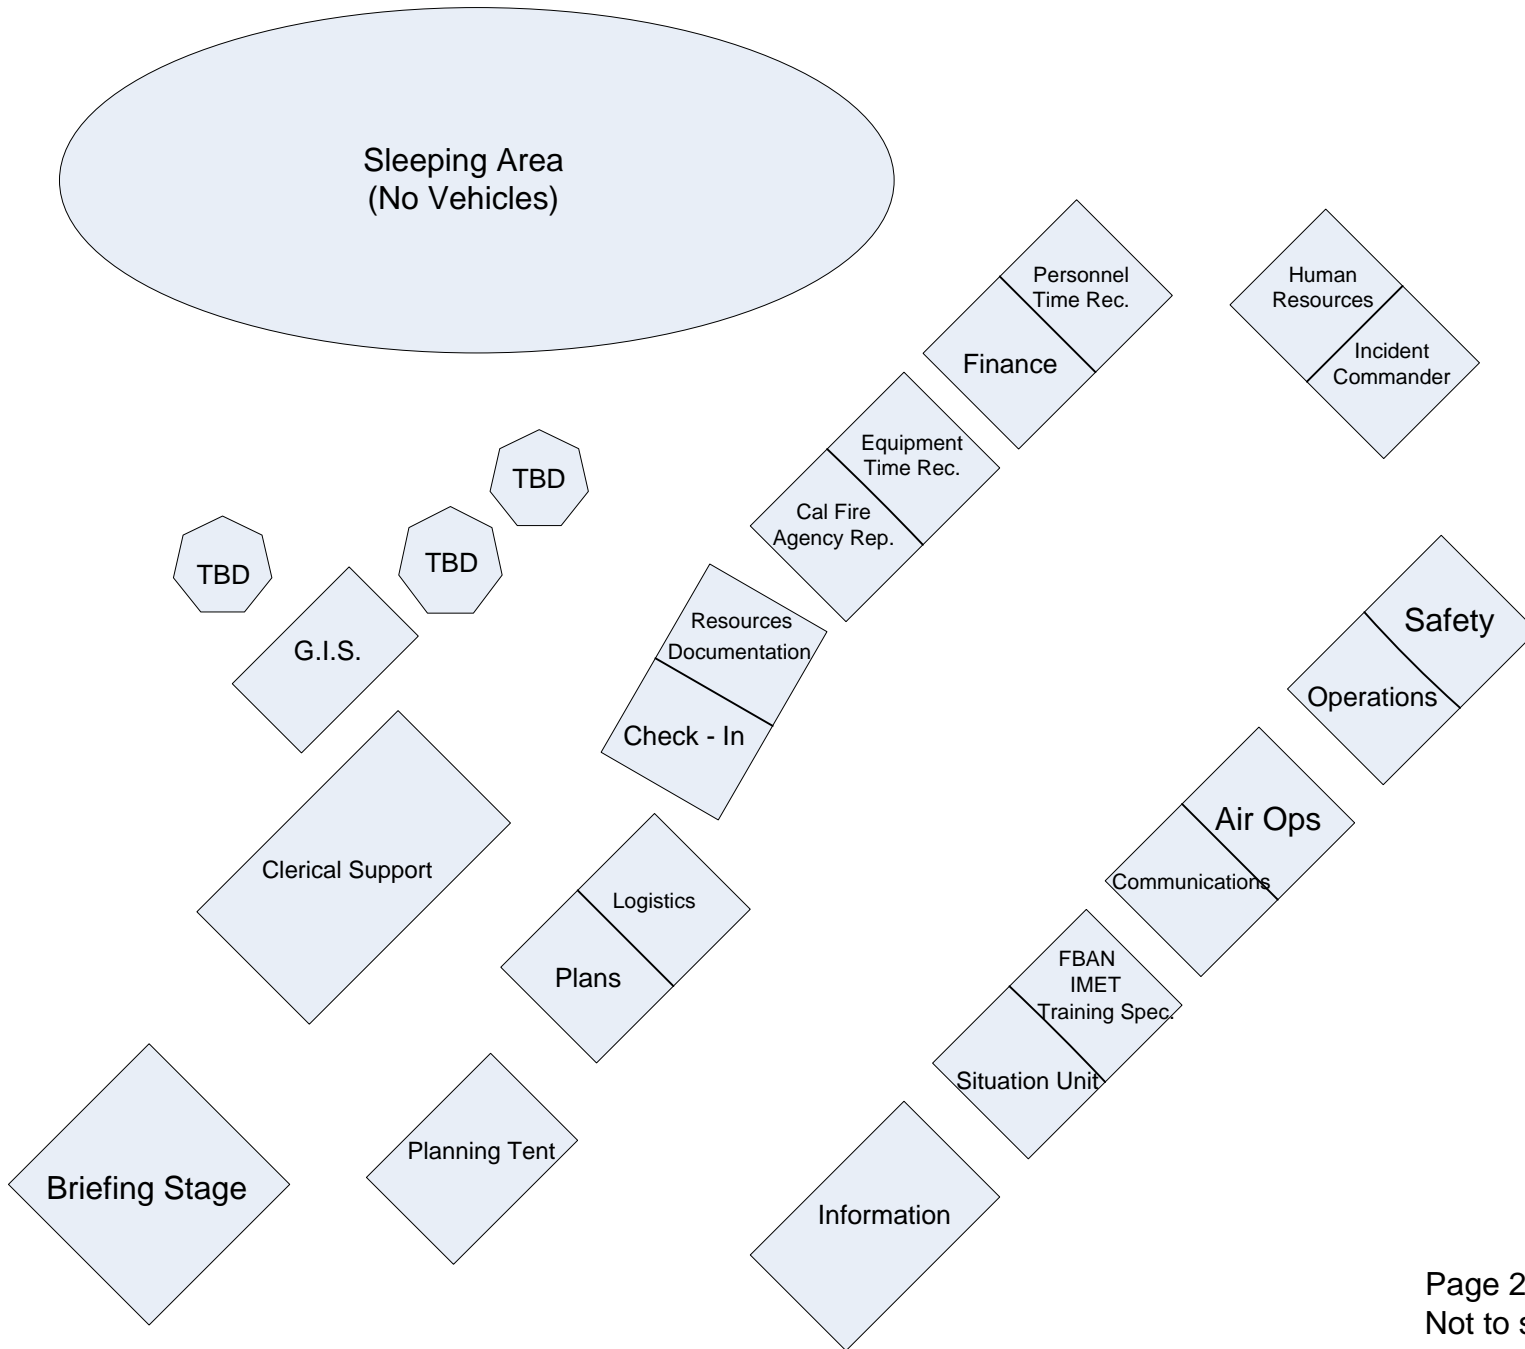 Sleeping Area
(No Vehicles)
Personnel
Time Rec.
Finance
Human
Resources
Incident
Commander
Equipment
Time Rec.
Cal Fire
Agency Rep.
TBD
TBD
TBD
G.I.S.
Resources
Documentation
Check - In
Safety
Operations
Air Ops
Communications
Clerical Support
Logistics
Plans
FBAN
IMET
Training Spec.
Situation Unit
Planning Tent
Briefing Stage
Information
Page 2
Not to